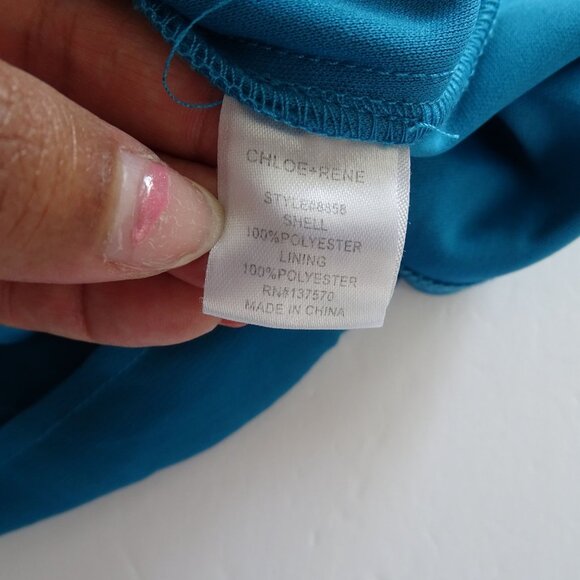 CHLOE+RENE
STYLE#8858
SHELL
100%POLYESTER
LINING
100%POLYESTER
RN#137570
MADE IN CHINA